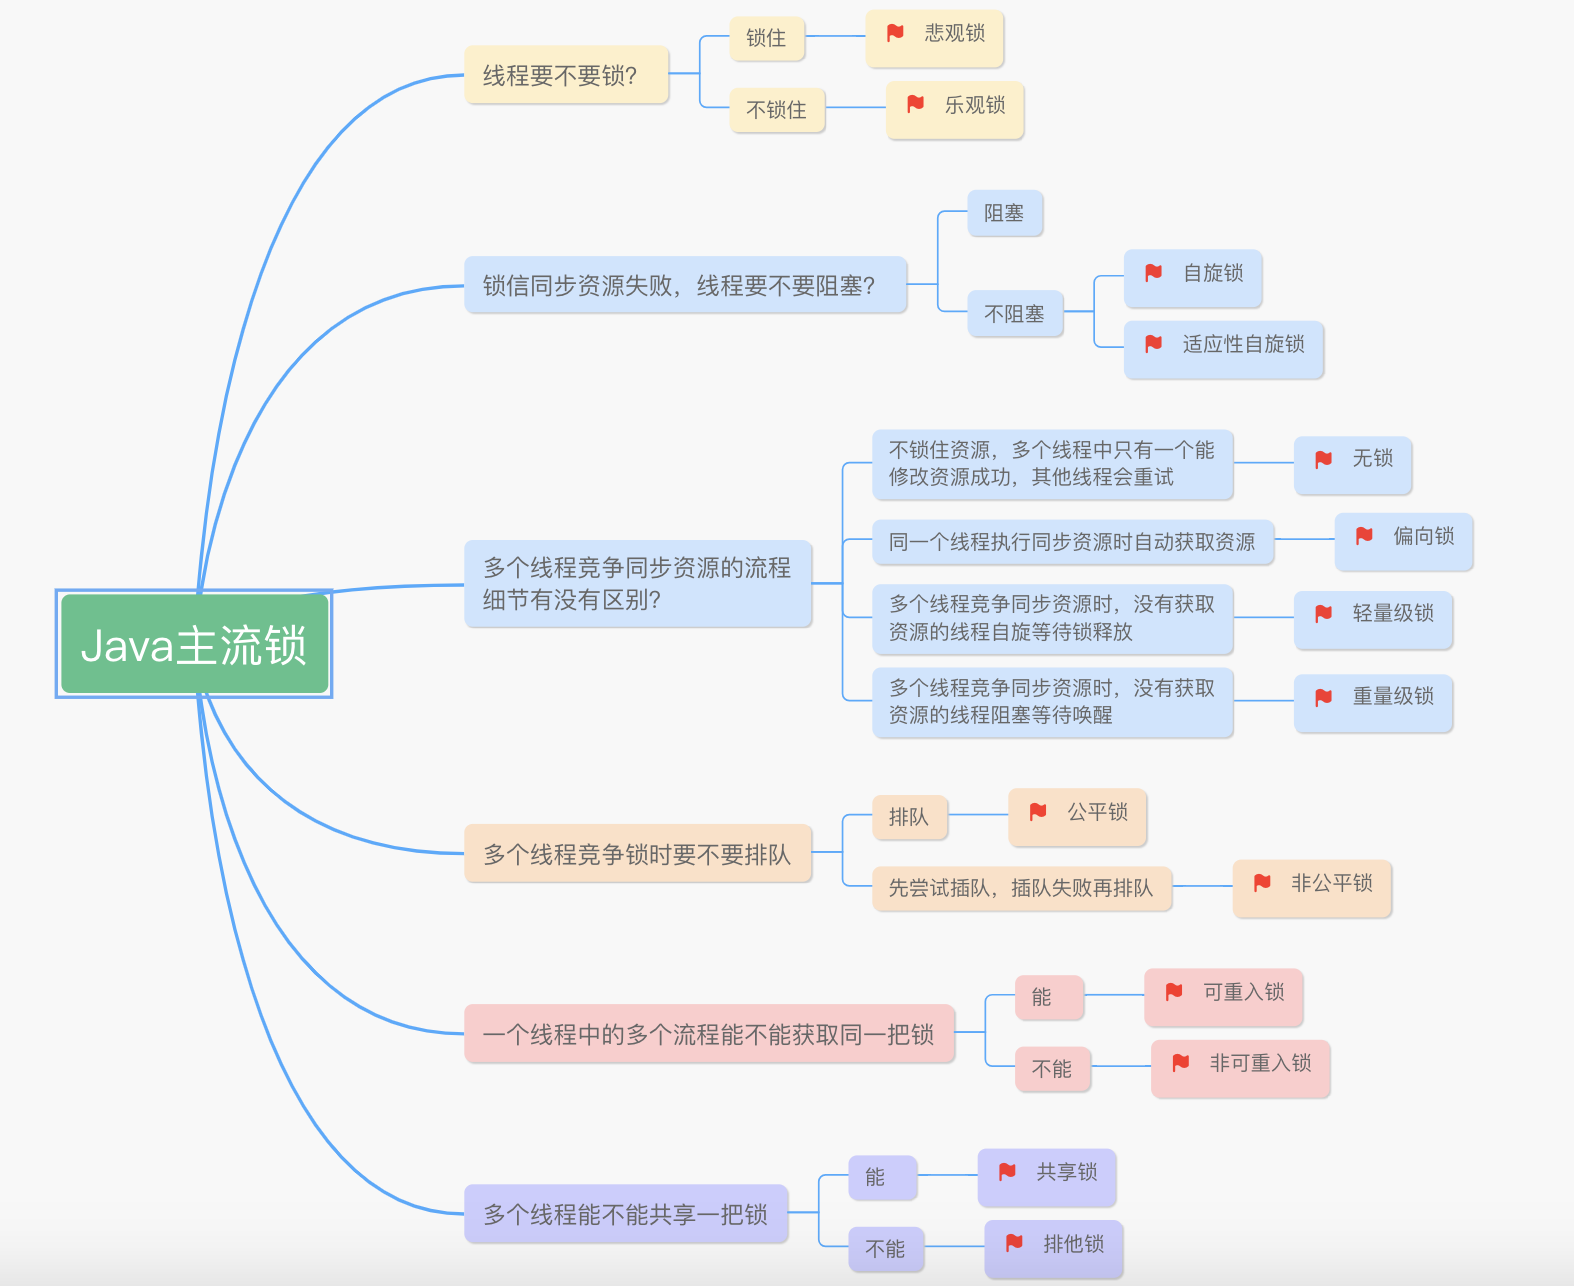 线程要不要锁？
锁住
悲观锁
不锁住
乐观锁
锁信同步资源失败，线程要不要阻塞？
阻塞
不阻塞
自旋锁
适应性自旋锁
Java主流锁
多个线程竞争同步资源的流程
细节有没有区别？
不锁住资源，多个线程中只有一个能
修改资源成功，其他线程会重试
无锁
同一个线程执行同步资源时自动获取资源
偏向锁
多个线程竞争同步资源时，没有获取
资源的线程自旋等待锁释放
轻量级锁
多个线程竞争同步资源时，没有获取
资源的线程阻塞等待唤醒
重量级锁
多个线程竞争锁时要不要排队
排队
公平锁
先尝试插队，插队失败再排队
非公平锁
一个线程中的多个流程能不能获取同一把锁
能
可重入锁
不能
非可重入锁
多个线程能不能共享一把锁
能
共享锁
不能
排他锁